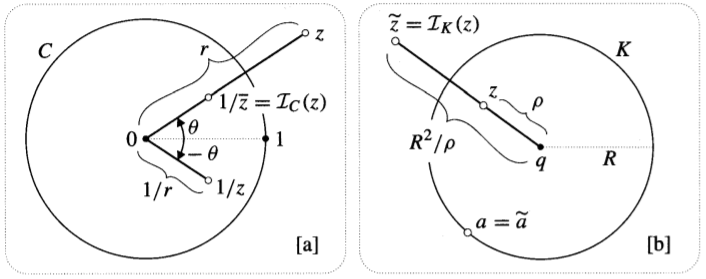 C
r
z
1/z̅ = 𝓘_C(z)
θ
0
1
−θ
1/r
1/z
[a]
z̃ = 𝓘_K(z)
K
z
ρ
R²/ρ
q
R
a = ã
[b]